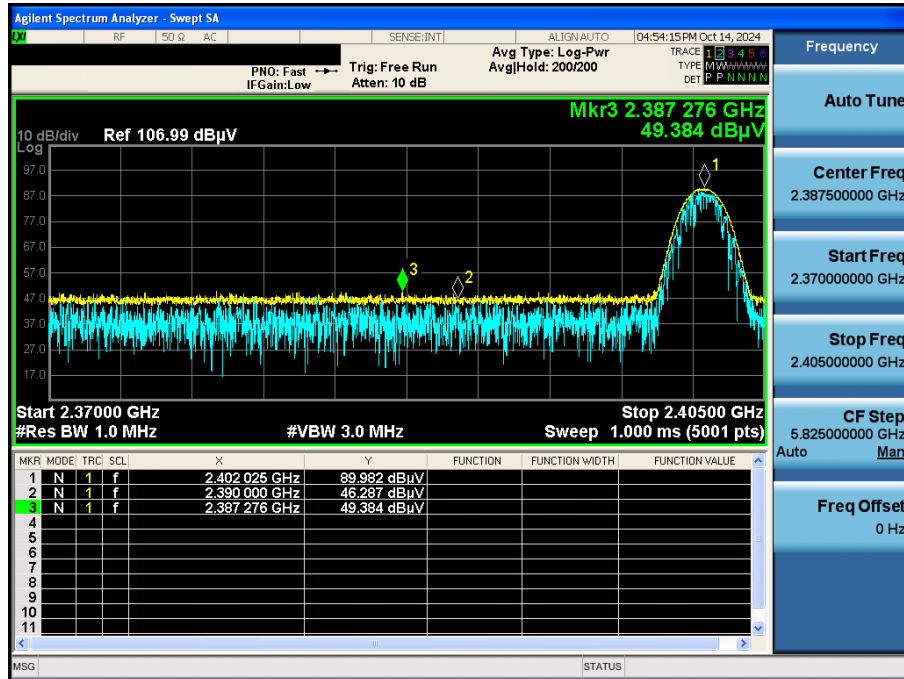 Agilent Spectrum Analyzer - Swept SA
LXI RF 50 Ω AC SENSE:INT ALIGNAUTO 04:54:15PM Oct 14, 2024
PNO: Fast
IFGain:Low
Trig: Free Run
Atten: 10 dB
Avg Type: Log-Pwr
Avg|Hold: 200/200
TRACE 1 2 3 4 5 6
TYPE M W W W W W
DET P P N N N N
Mkr3 2.387 276 GHz
49.384 dBµV
10 dB/div Ref 106.99 dBµV
Log
97.0
87.0
77.0
67.0
57.0
47.0
37.0
27.0
17.0
1
2
3
Start 2.37000 GHz Stop 2.40500 GHz
#Res BW 1.0 MHz #VBW 3.0 MHz Sweep 1.000 ms (5001 pts)
MKR MODE TRC SCL X Y FUNCTION FUNCTION WIDTH FUNCTION VALUE
1 N 1 f 2.402 025 GHz 89.982 dBµV
2 N 1 f 2.390 000 GHz 46.287 dBµV
3 N 1 f 2.387 276 GHz 49.384 dBµV
4
5
6
7
8
9
10
11
MSG STATUS
Frequency
Auto Tune
Center Freq
2.387500000 GHz
Start Freq
2.370000000 GHz
Stop Freq
2.405000000 GHz
CF Step
5.825000000 GHz
Auto Man
Freq Offset
0 Hz